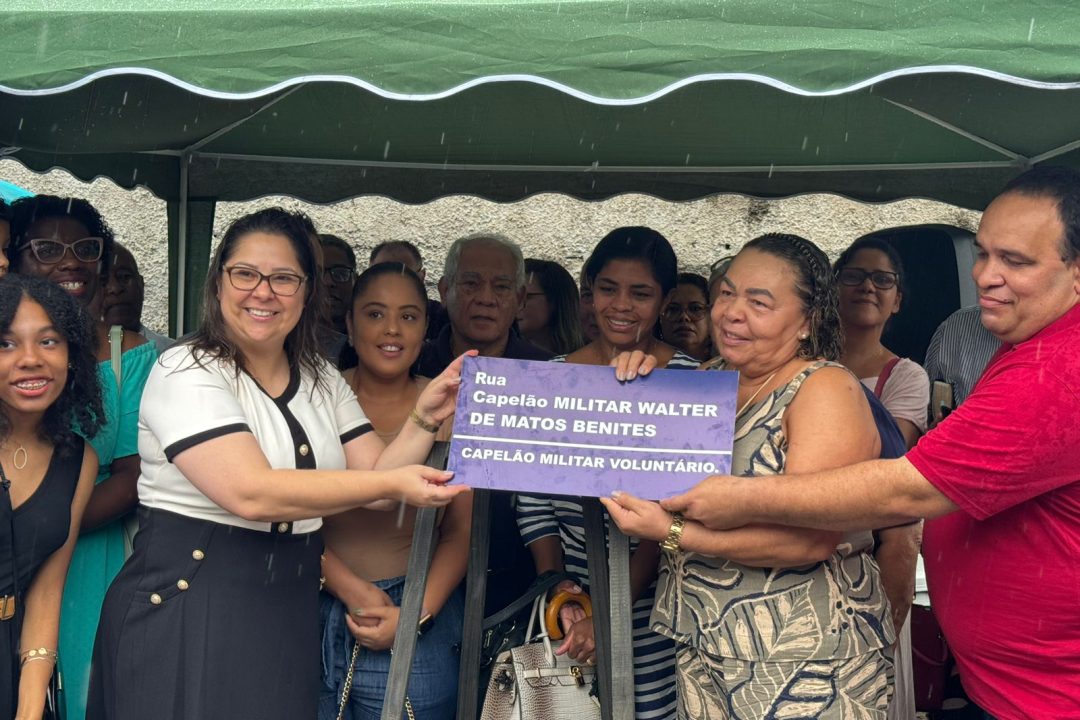 Rua
Capelão MILITAR WALTER
DE MATOS BENITES
CAPELÃO MILITAR VOLUNTÁRIO.